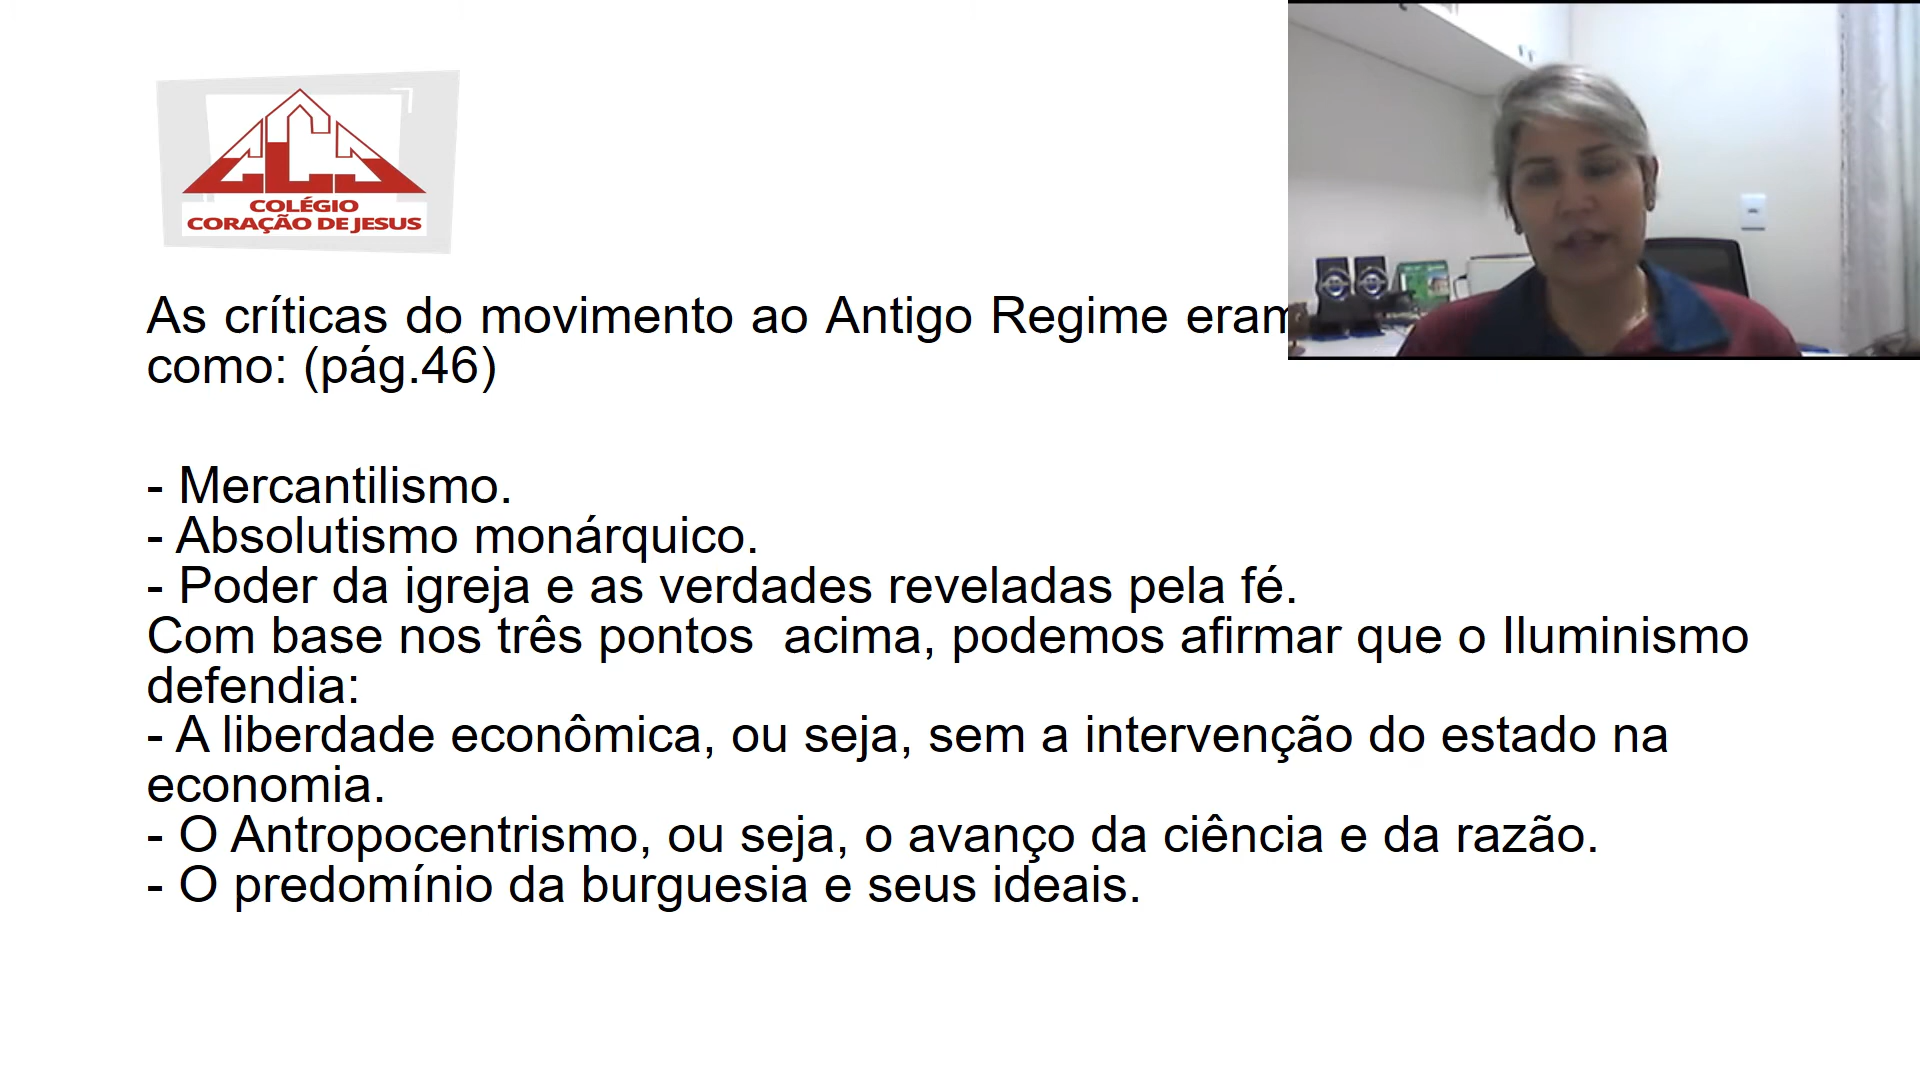 COLÉGIO
CORAÇÃO DE JESUS
As críticas do movimento ao Antigo Regime eram
como: (pág.46)
- Mercantilismo.
- Absolutismo monárquico.
- Poder da igreja e as verdades reveladas pela fé.
Com base nos três pontos  acima, podemos afirmar que o Iluminismo
defendia:
- A liberdade econômica, ou seja, sem a intervenção do estado na
economia.
- O Antropocentrismo, ou seja, o avanço da ciência e da razão.
- O predomínio da burguesia e seus ideais.